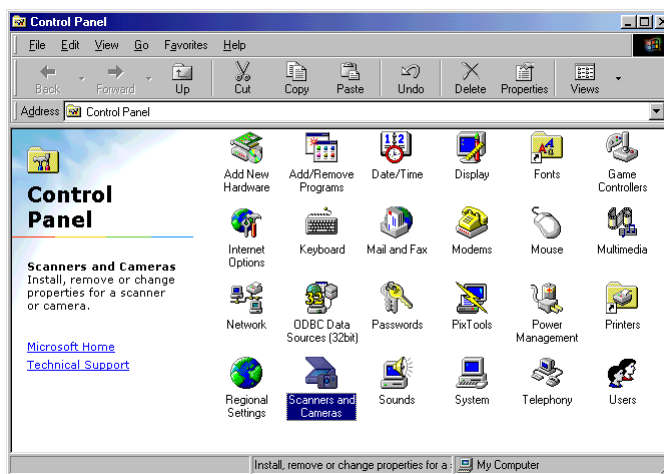 Control Panel
File Edit View Go Favorites Help
Back Forward Up Cut Copy Paste Undo Delete Properties Views
Address Control Panel
Control
Panel
Scanners and Cameras
Install, remove or change
properties for a scanner
or camera.
Microsoft Home
Technical Support
Add New
Hardware
Add/Remove
Programs
Date/Time
Display
Fonts
Game
Controllers
Internet
Options
Keyboard
Mail and Fax
Modems
Mouse
Multimedia
Network
ODBC Data
Sources (32bit)
Passwords
PixTools
Power
Management
Printers
Regional
Settings
Scanners and
Cameras
Sounds
System
Telephony
Users
Install, remove or change properties for a
My Computer